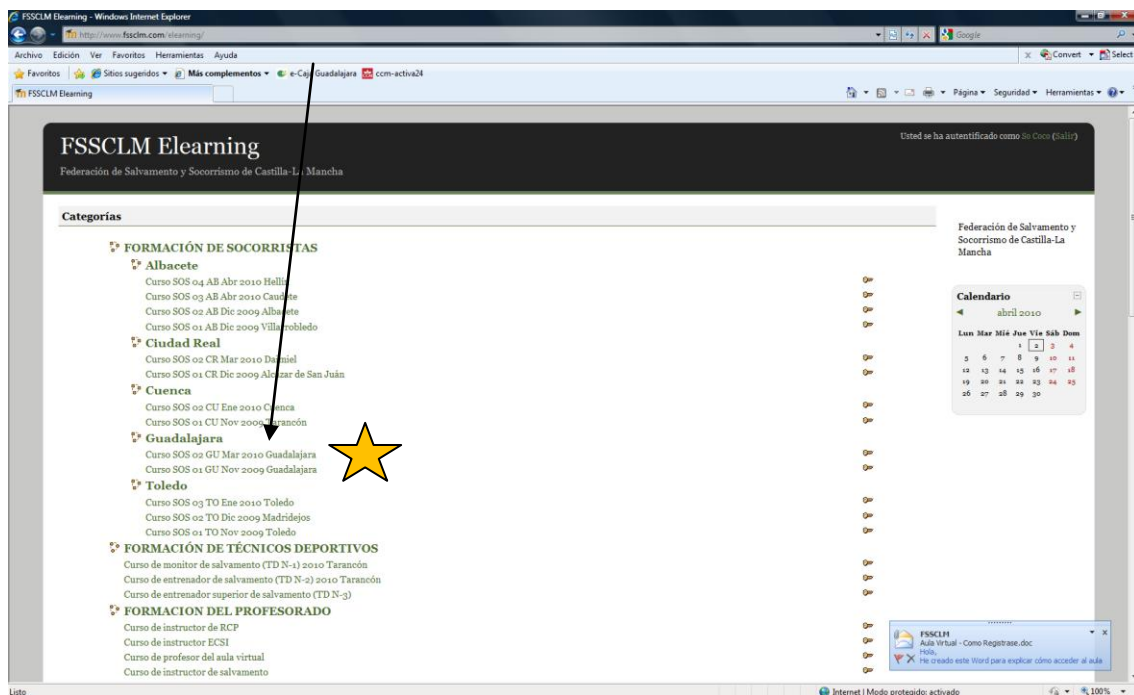 FSSCLM Elearning - Windows Internet Explorer
http://www.fssclm.com/elearning/
Google
Archivo Edición Ver Favoritos Herramientas Ayuda
x Convert Select
Favoritos Sitios sugeridos Más complementos e-Caja Guadalajara ccm-activa24
FSSCLM Elearning
Página Seguridad Herramientas
FSSCLM Elearning
Usted se ha autentificado como So Coco (Salir)
Federación de Salvamento y Socorrismo de Castilla-La Mancha
Categorías
FORMACIÓN DE SOCORRISTAS
Albacete
Curso SOS 04 AB Abr 2010 Hellín
Curso SOS 03 AB Abr 2010 Caudete
Curso SOS 02 AB Dic 2009 Albacete
Curso SOS 01 AB Dic 2009 Villarrobledo
Ciudad Real
Curso SOS 02 CR Mar 2010 Daimiel
Curso SOS 01 CR Dic 2009 Alcázar de San Juán
Cuenca
Curso SOS 02 CU Ene 2010 Cuenca
Curso SOS 01 CU Nov 2009 Tarancón
Guadalajara
Curso SOS 02 GU Mar 2010 Guadalajara
Curso SOS 01 GU Nov 2009 Guadalajara
Toledo
Curso SOS 03 TO Ene 2010 Toledo
Curso SOS 02 TO Dic 2009 Madridejos
Curso SOS 01 TO Nov 2009 Toledo
FORMACIÓN DE TÉCNICOS DEPORTIVOS
Curso de monitor de salvamento (TD N-1) 2010 Tarancón
Curso de entrenador de salvamento (TD N-2) 2010 Tarancón
Curso de entrenador superior de salvamento (TD N-3)
FORMACION DEL PROFESORADO
Curso de instructor de RCP
Curso de instructor ECSI
Curso de profesor del aula virtual
Curso de instructor de salvamento
Federación de Salvamento y
Socorrismo de Castilla-La
Mancha
Calendario
abril 2010
Lun Mar Mié Jue Vie Sáb Dom
1 2 3 4
5 6 7 8 9 10 11
12 13 14 15 16 17 18
19 20 21 22 23 24 25
26 27 28 29 30
FSSCLM
Aula Virtual - Como Registrase.doc
Hola,
He creado este Word para explicar cómo acceder al aula
Listo
Internet | Modo protegido: activado
100%